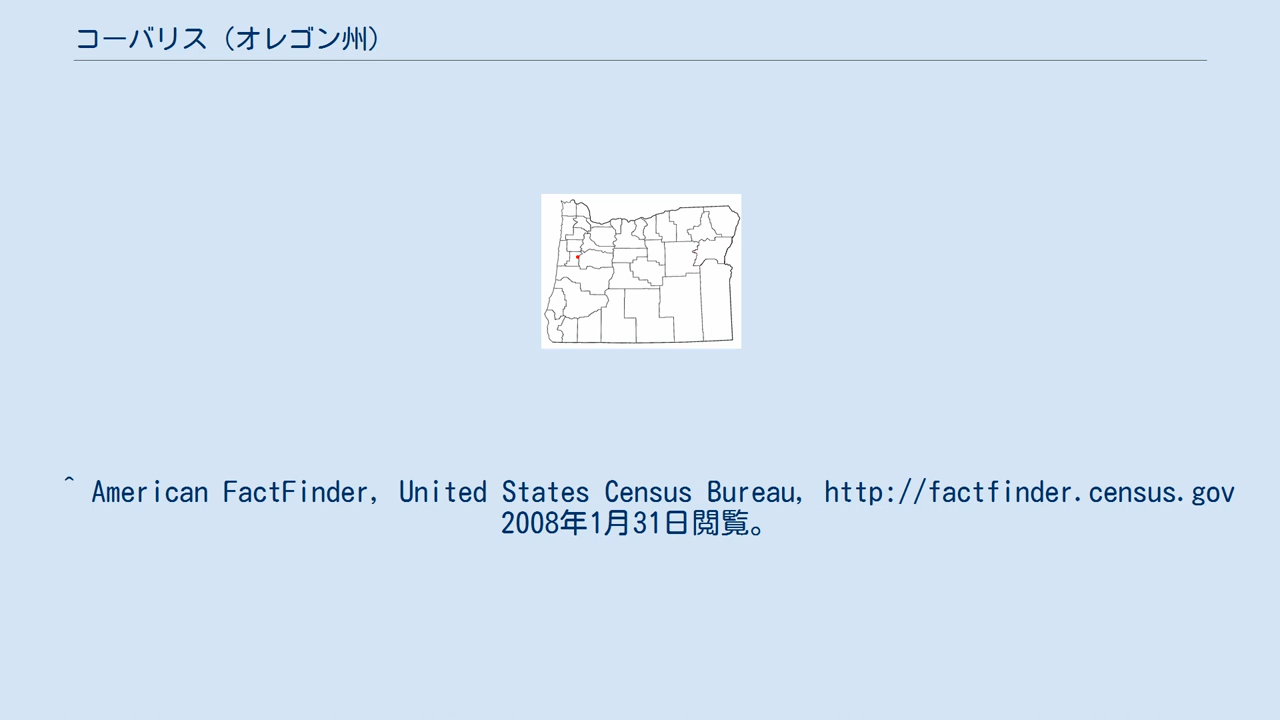 コーバリス（オレゴン州）
^ American FactFinder, United States Census Bureau, http://factfinder.census.gov
2008年1月31日閲覧。